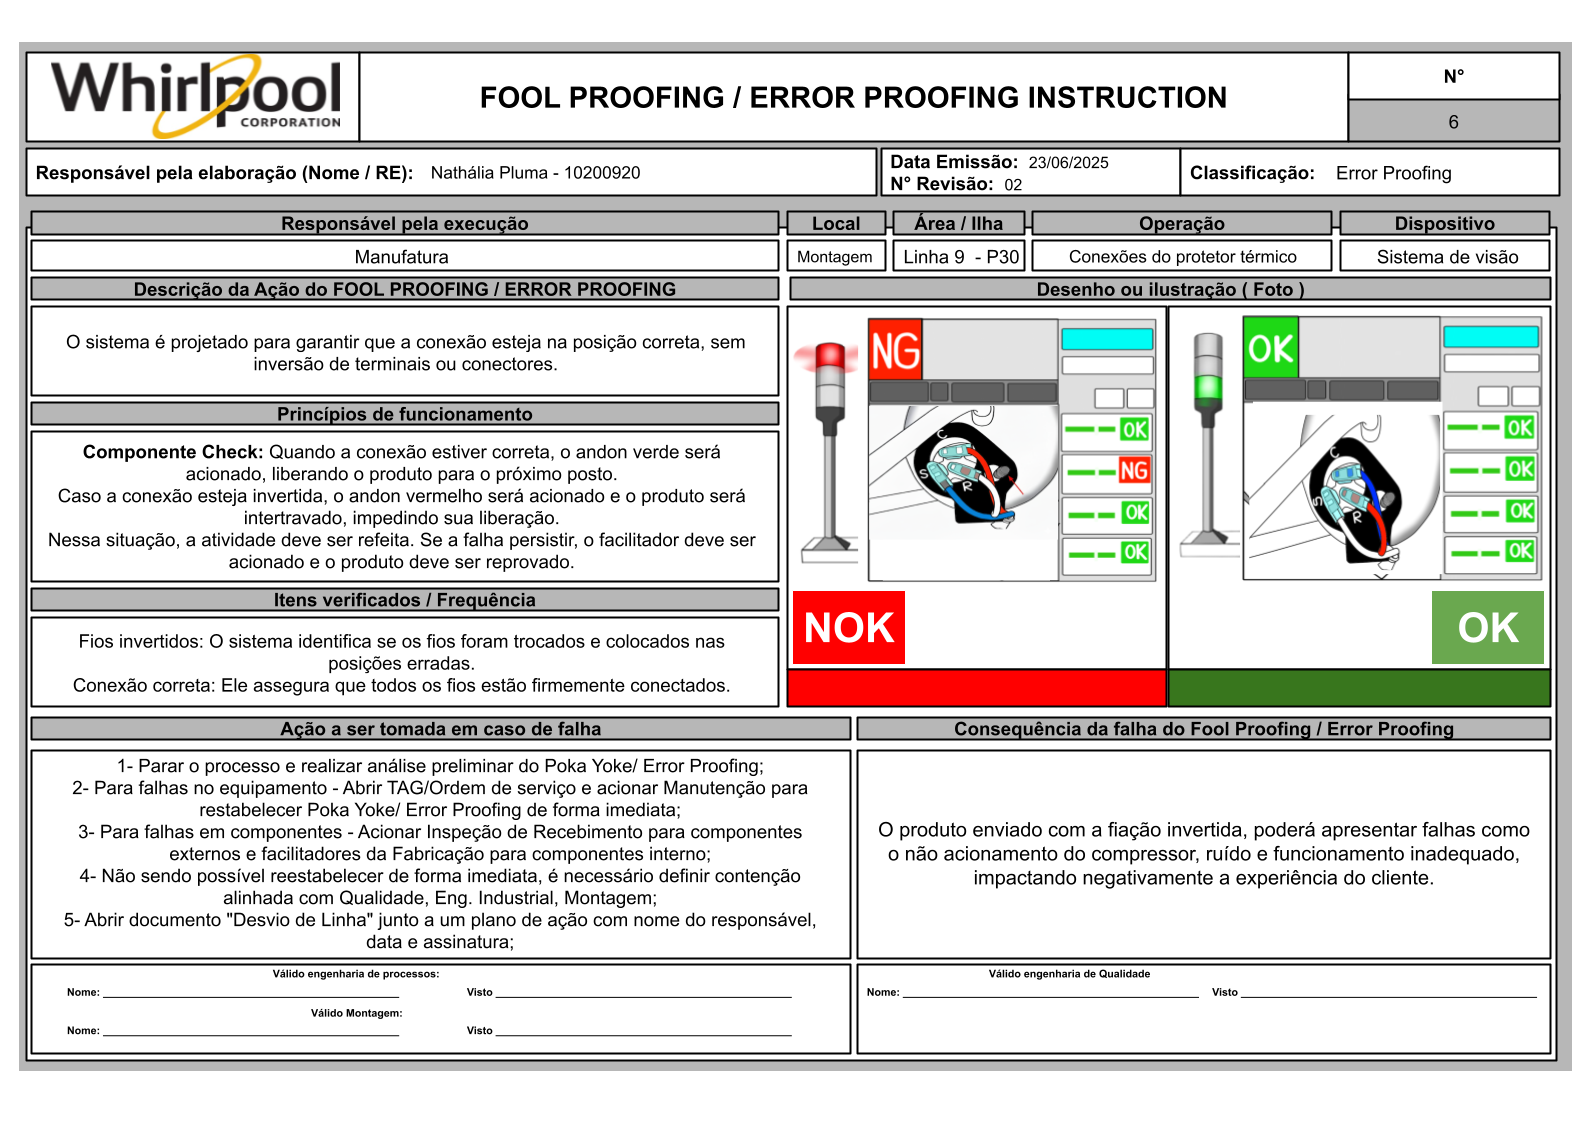 Whirlpool
CORPORATION
FOOL PROOFING / ERROR PROOFING INSTRUCTION
N°
6
Responsável pela elaboração (Nome / RE): Nathália Pluma - 10200920
Data Emissão: 23/06/2025
N° Revisão: 02
Classificação: Error Proofing
Responsável pela execução
Local
Área / Ilha
Operação
Dispositivo
Manufatura
Montagem
Linha 9 - P30
Conexões do protetor térmico
Sistema de visão
Descrição da Ação do FOOL PROOFING / ERROR PROOFING
Desenho ou ilustração ( Foto )
O sistema é projetado para garantir que a conexão esteja na posição correta, sem
inversão de terminais ou conectores.
Princípios de funcionamento
Componente Check: Quando a conexão estiver correta, o andon verde será
acionado, liberando o produto para o próximo posto.
Caso a conexão esteja invertida, o andon vermelho será acionado e o produto será
intertravado, impedindo sua liberação.
Nessa situação, a atividade deve ser refeita. Se a falha persistir, o facilitador deve ser
acionado e o produto deve ser reprovado.
Itens verificados / Frequência
Fios invertidos: O sistema identifica se os fios foram trocados e colocados nas
posições erradas.
Conexão correta: Ele assegura que todos os fios estão firmemente conectados.
NG
OK
NG
OK
OK
C
S
R
NOK
OK
OK
OK
OK
OK
C
S
R
OK
Ação a ser tomada em caso de falha
Consequência da falha do Fool Proofing / Error Proofing
1- Parar o processo e realizar análise preliminar do Poka Yoke/ Error Proofing;
2- Para falhas no equipamento - Abrir TAG/Ordem de serviço e acionar Manutenção para
restabelecer Poka Yoke/ Error Proofing de forma imediata;
3- Para falhas em componentes - Acionar Inspeção de Recebimento para componentes
externos e facilitadores da Fabricação para componentes interno;
4- Não sendo possível reestabelecer de forma imediata, é necessário definir contenção
alinhada com Qualidade, Eng. Industrial, Montagem;
5- Abrir documento "Desvio de Linha" junto a um plano de ação com nome do responsável,
data e assinatura;
O produto enviado com a fiação invertida, poderá apresentar falhas como
o não acionamento do compressor, ruído e funcionamento inadequado,
impactando negativamente a experiência do cliente.
Válido engenharia de processos:
Nome: Visto
Válido Montagem:
Nome: Visto
Válido engenharia de Qualidade
Nome: Visto